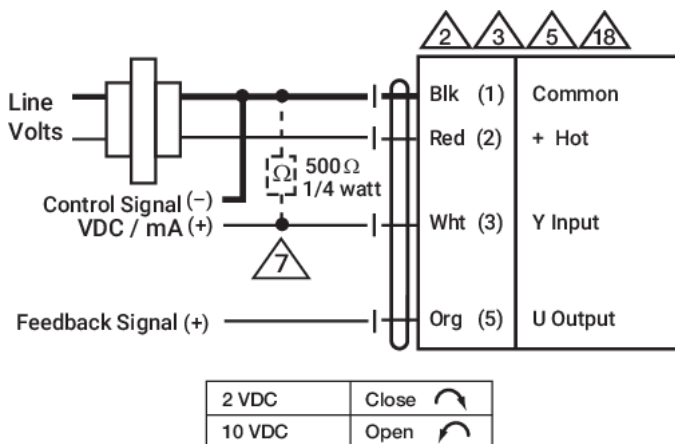 2 3 5 18
Line
Volts
Blk (1) Common
Red (2) + Hot
Ω 500 Ω
1/4 watt
Control Signal (−)
VDC / mA (+)
Wht (3) Y Input
7
Feedback Signal (+)
Org (5) U Output
2 VDC Close
10 VDC Open